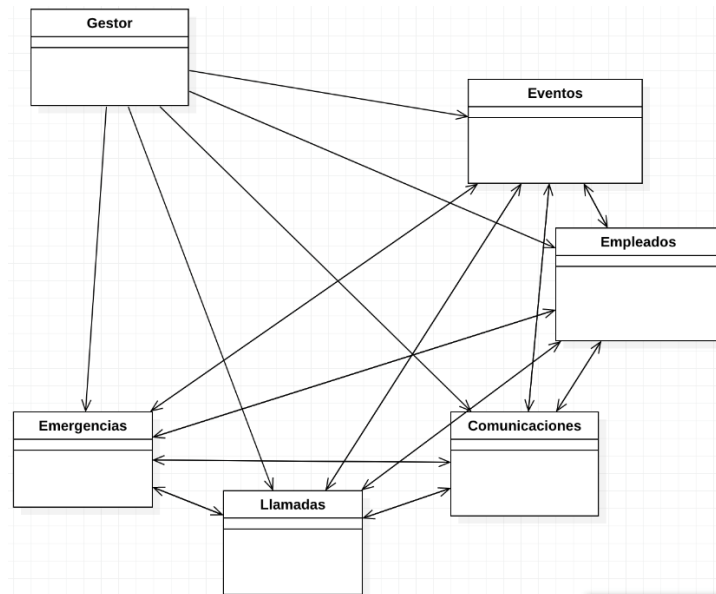 Gestor
Eventos
Empleados
Emergencias
Comunicaciones
Llamadas